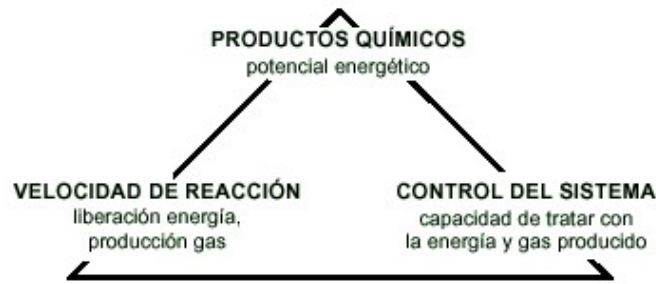 PRODUCTOS QUÍMICOS
potencial energético
VELOCIDAD DE REACCIÓN
liberación energía,
producción gas
CONTROL DEL SISTEMA
capacidad de tratar con
la energía y gas producido